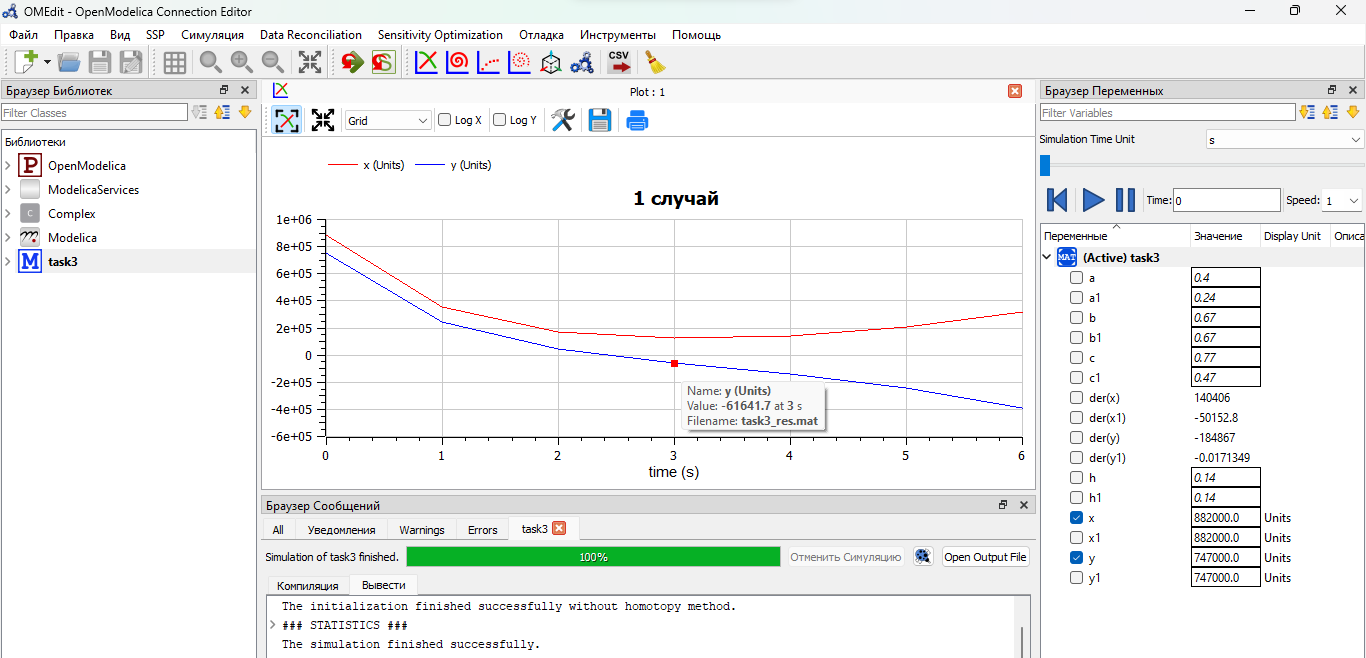 OMEdit - OpenModelica Connection Editor
Файл Правка Вид SSP Симуляция Data Reconciliation Sensitivity Optimization Отладка Инструменты Помощь
CSV
Браузер Библиотек
Filter Classes
Библиотеки
P OpenModelica
ModelicaServices
C Complex
Modelica
M task3
Plot : 1
Grid Log X Log Y
x (Units) y (Units)
1 случай
1e+06
8e+05
6e+05
4e+05
2e+05
0
-2e+05
-4e+05
-6e+05
0 1 2 3 4 5 6
time (s)
Name: y (Units)
Value: -61641.7 at 3 s
Filename: task3_res.mat
Браузер Сообщений
All Уведомления Warnings Errors task3
Simulation of task3 finished. 100% Отменить Симуляцию Open Output File
Компиляция Вывести
The initialization finished successfully without homotopy method.
### STATISTICS ###
The simulation finished successfully.
Браузер Переменных
Filter Variables
Simulation Time Unit s
Time: 0 Speed: 1
Переменные Значение Display Unit Описа
MAT (Active) task3
a 0.4
a1 0.24
b 0.67
b1 0.67
c 0.77
c1 0.47
der(x) 140406
der(x1) -50152.8
der(y) -184867
der(y1) -0.0171349
h 0.14
h1 0.14
x 882000.0 Units
x1 882000.0 Units
y 747000.0 Units
y1 747000.0 Units